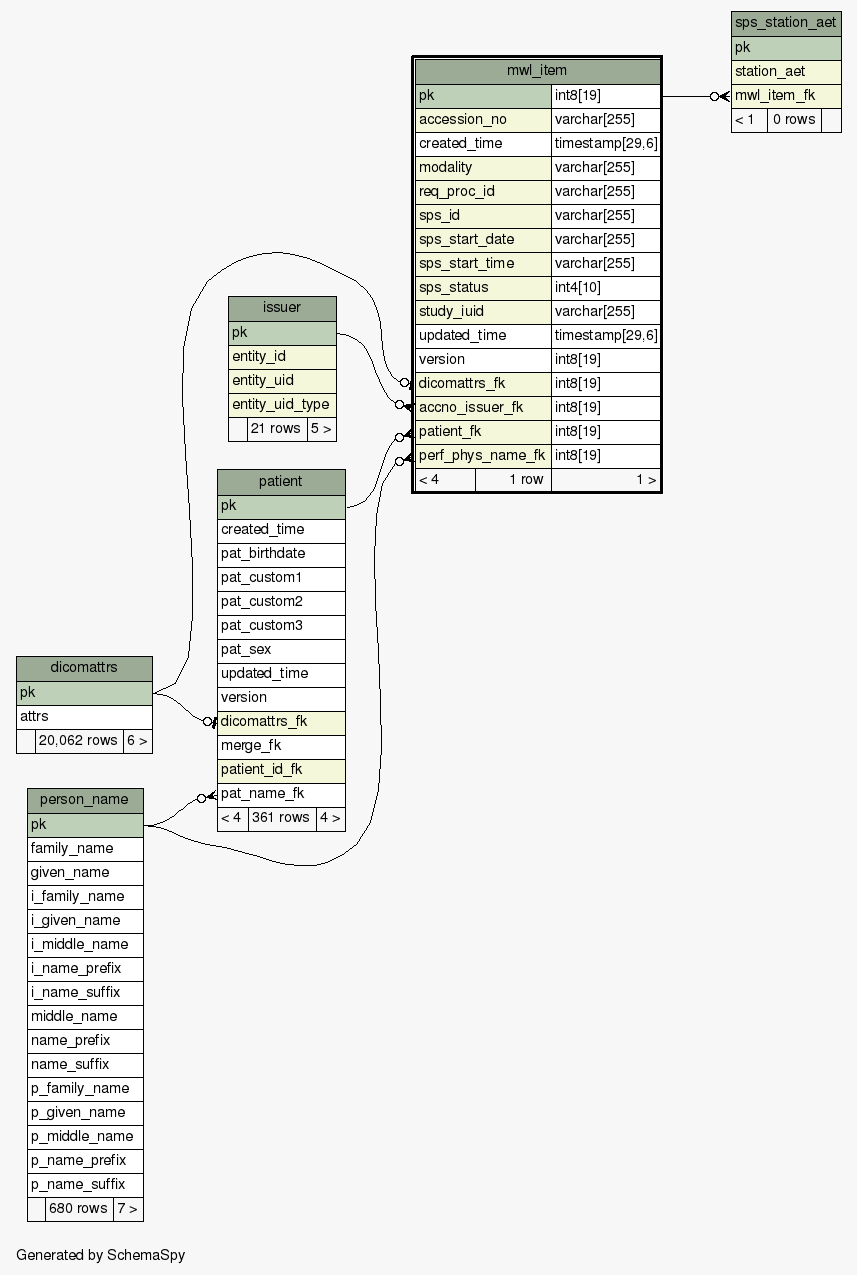 sps_station_aet
pk
station_aet
mwl_item_fk
< 1 0 rows
mwl_item
pk int8[19]
accession_no varchar[255]
created_time timestamp[29,6]
modality varchar[255]
req_proc_id varchar[255]
sps_id varchar[255]
sps_start_date varchar[255]
sps_start_time varchar[255]
sps_status int4[10]
study_iuid varchar[255]
updated_time timestamp[29,6]
version int8[19]
dicomattrs_fk int8[19]
accno_issuer_fk int8[19]
patient_fk int8[19]
perf_phys_name_fk int8[19]
< 4 1 row 1 >
issuer
pk
entity_id
entity_uid
entity_uid_type
21 rows 5 >
patient
pk
created_time
pat_birthdate
pat_custom1
pat_custom2
pat_custom3
pat_sex
updated_time
version
dicomattrs_fk
merge_fk
patient_id_fk
pat_name_fk
< 4 361 rows 4 >
dicomattrs
pk
attrs
20,062 rows 6 >
person_name
pk
family_name
given_name
i_family_name
i_given_name
i_middle_name
i_name_prefix
i_name_suffix
middle_name
name_prefix
name_suffix
p_family_name
p_given_name
p_middle_name
p_name_prefix
p_name_suffix
680 rows 7 >
Generated by SchemaSpy